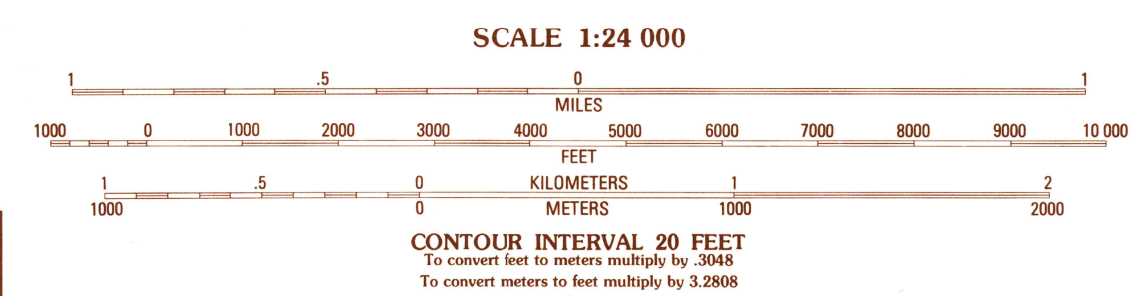 SCALE 1:24 000
1 .5 0 1
MILES
1000 0 1000 2000 3000 4000 5000 6000 7000 8000 9000 10 000
FEET
1 .5 0 KILOMETERS 1 2
1000 0 METERS 1000 2000
CONTOUR INTERVAL 20 FEET
To convert feet to meters multiply by .3048
To convert meters to feet multiply by 3.2808